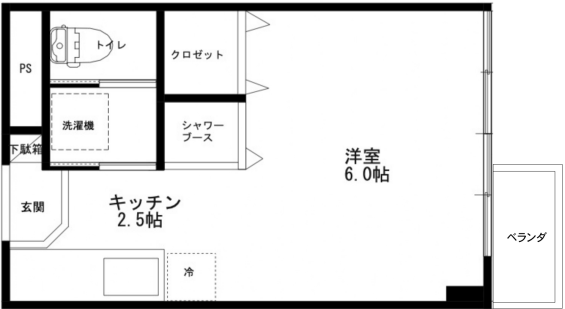 トイレ
クロゼット
PS
洗濯機
シャワー
ブース
下駄箱
洋室
6.0帖
玄関
キッチン
2.5帖
ベランダ
冷